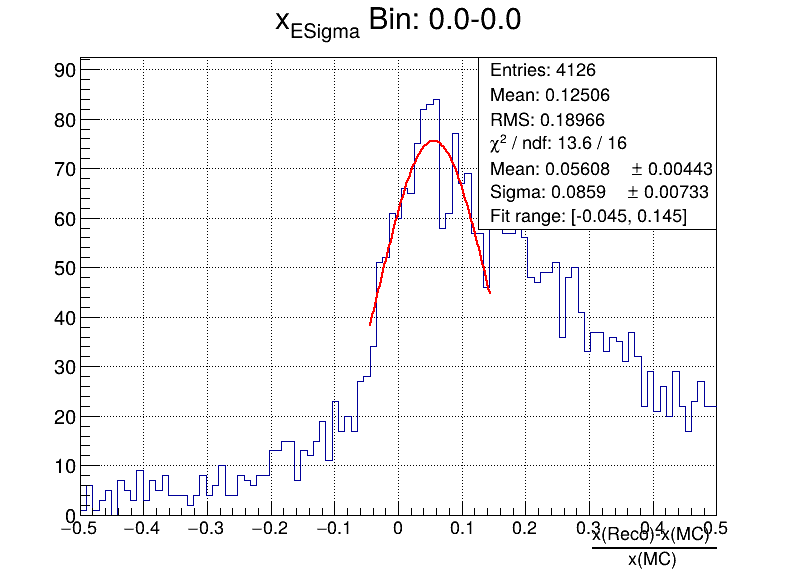 x_ESigma Bin: 0.0-0.0
Entries: 4126
Mean: 0.12506
RMS: 0.18966
χ² / ndf: 13.6 / 16
Mean: 0.05608 ± 0.00443
Sigma: 0.0859 ± 0.00733
Fit range: [-0.045, 0.145]
90
80
70
60
50
40
30
20
10
0
−0.5 −0.4 −0.3 −0.2 −0.1 0 0.1 0.2 0.3 0.4 0.5
x(Reco)-x(MC)
x(MC)